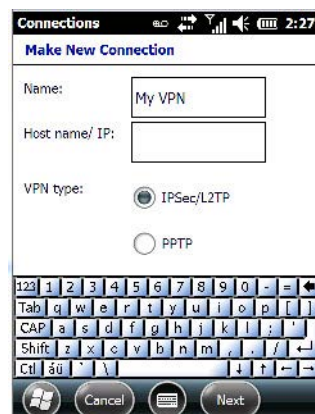 Connections 2:27
Make New Connection
Name: My VPN
Host name/ IP:
VPN type: IPSec/L2TP
PPTP
123 1 2 3 4 5 6 7 8 9 0 - =
Tab q w e r t y u i o p [ ]
CAP a s d f g h j k l ; '
Shift z x c v b n m , . /
Ctl áü ` \
Cancel Next